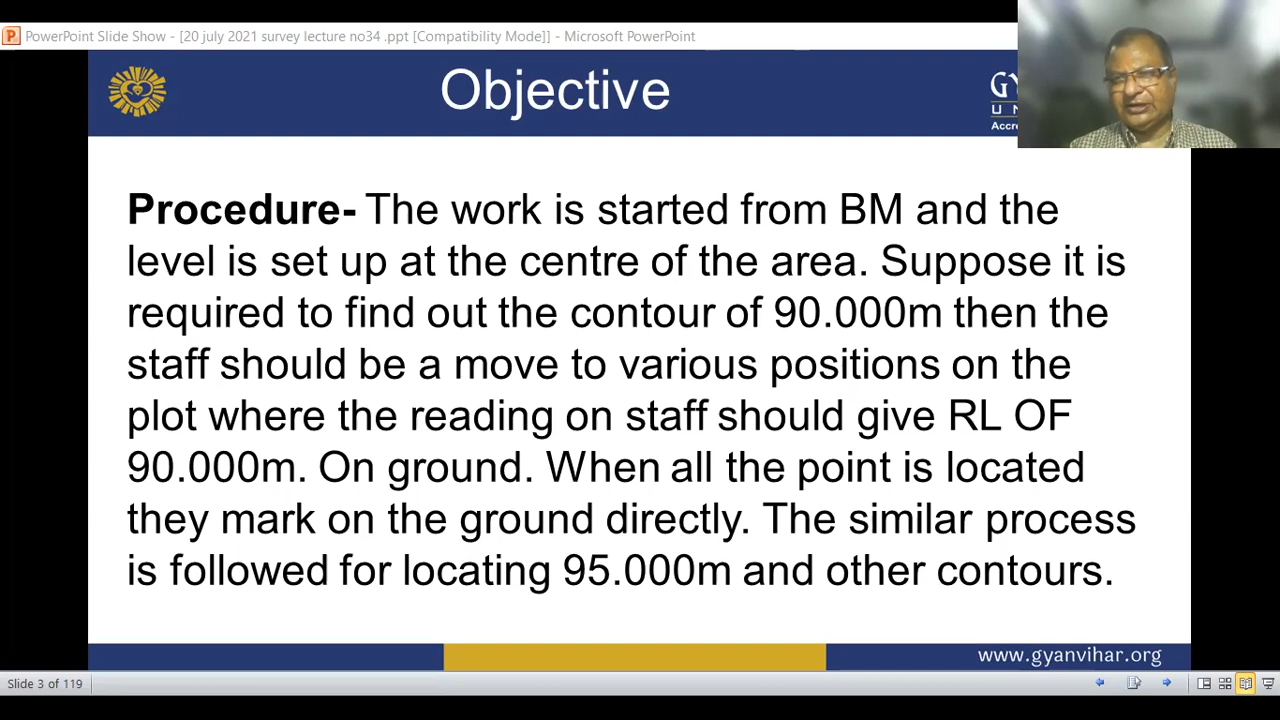 PowerPoint Slide Show - [20 july 2021 survey lecture no34 .ppt [Compatibility Mode]] - Microsoft PowerPoint
Objective
Procedure- The work is started from BM and the
level is set up at the centre of the area. Suppose it is
required to find out the contour of 90.000m then the
staff should be a move to various positions on the
plot where the reading on staff should give RL OF
90.000m. On ground. When all the point is located
they mark on the ground directly. The similar process
is followed for locating 95.000m and other contours.
www.gyanvihar.org
Slide 3 of 119